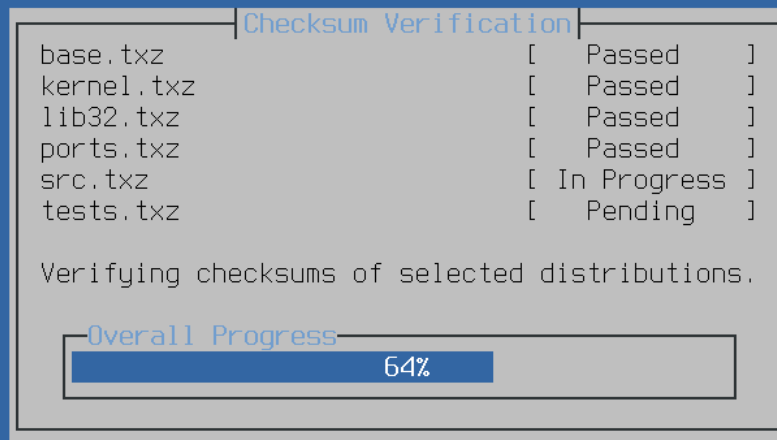 Checksum Verification
base.txz [ Passed ]
kernel.txz [ Passed ]
lib32.txz [ Passed ]
ports.txz [ Passed ]
src.txz [ In Progress ]
tests.txz [ Pending ]
Verifying checksums of selected distributions.
Overall Progress
64%